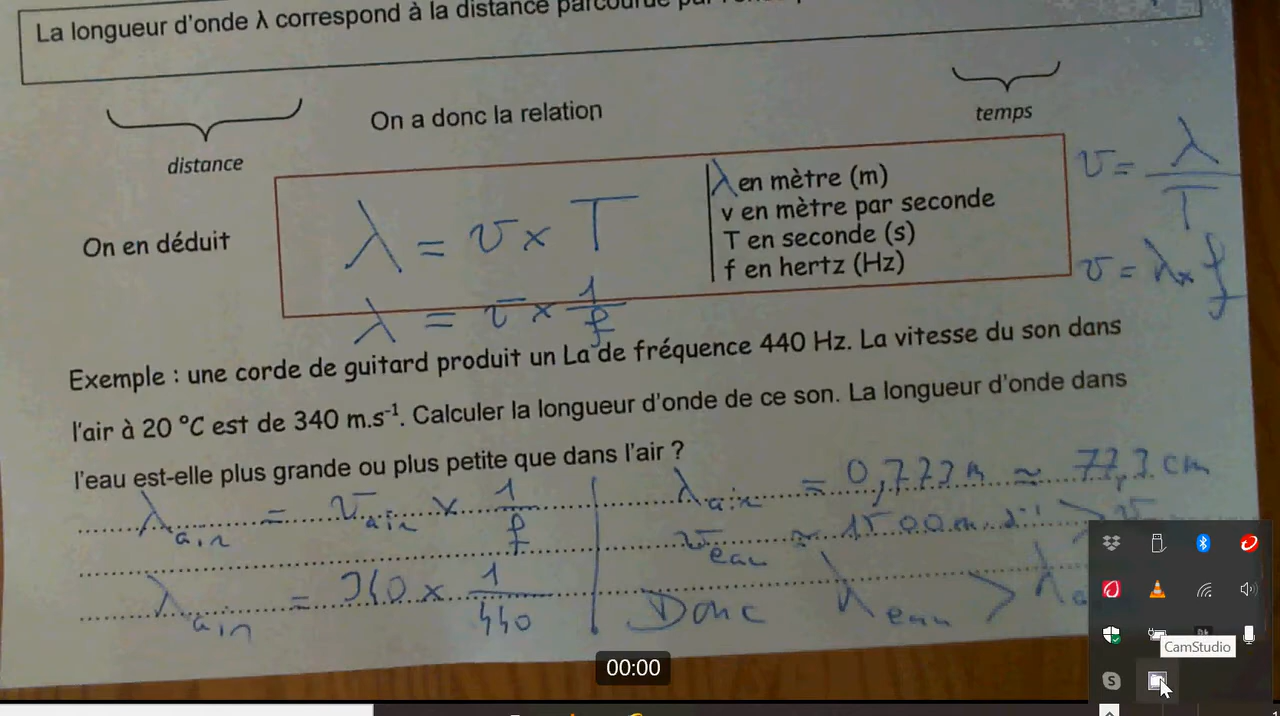 La longueur d'onde λ correspond à la distance parcourue
On a donc la relation
distance
temps
v = λ / T
On en déduit
λ = v × T
λ en mètre (m)
v en mètre par seconde
T en seconde (s)
f en hertz (Hz)
v = λ × f
λ = v × 1/f
Exemple : une corde de guitard produit un La de fréquence 440 Hz. La vitesse du son dans
l'air à 20 °C est de 340 m.s⁻¹. Calculer la longueur d'onde de ce son. La longueur d'onde dans
l'eau est-elle plus grande ou plus petite que dans l'air ?
λair = vair × 1/f
λair = 340 × 1/440
λair = 0,773 m ≈ 77,3 cm
veau ≈ 1500 m.s⁻¹ > v
Donc λeau > λa
00:00
CamStudio